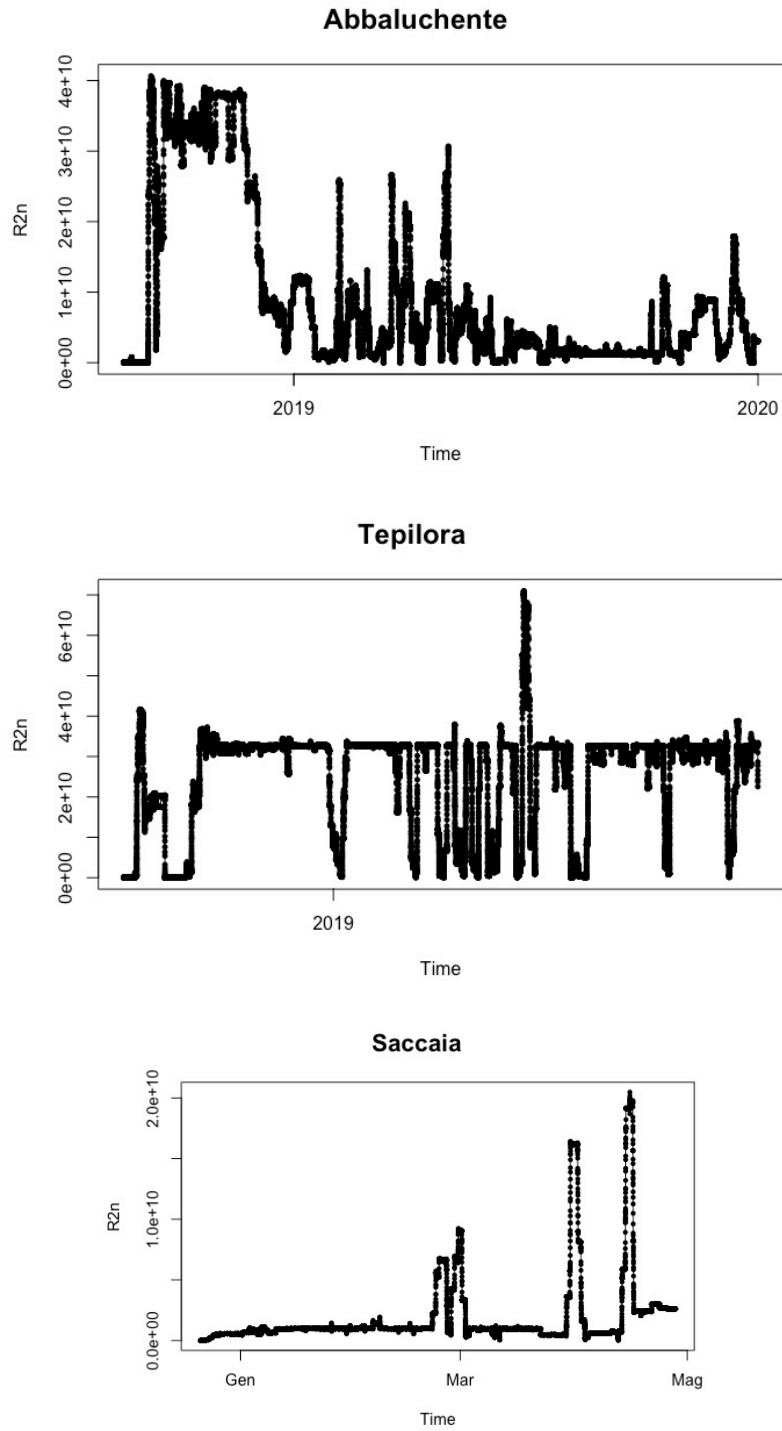 Abbaluchente
4e+10
3e+10
2e+10
1e+10
0e+00
R2n
2019 2020
Time
Tepilora
6e+10
4e+10
2e+10
0e+00
R2n
2019
Time
Saccaia
2.0e+10
1.0e+10
0.0e+00
R2n
Gen Mar Mag
Time